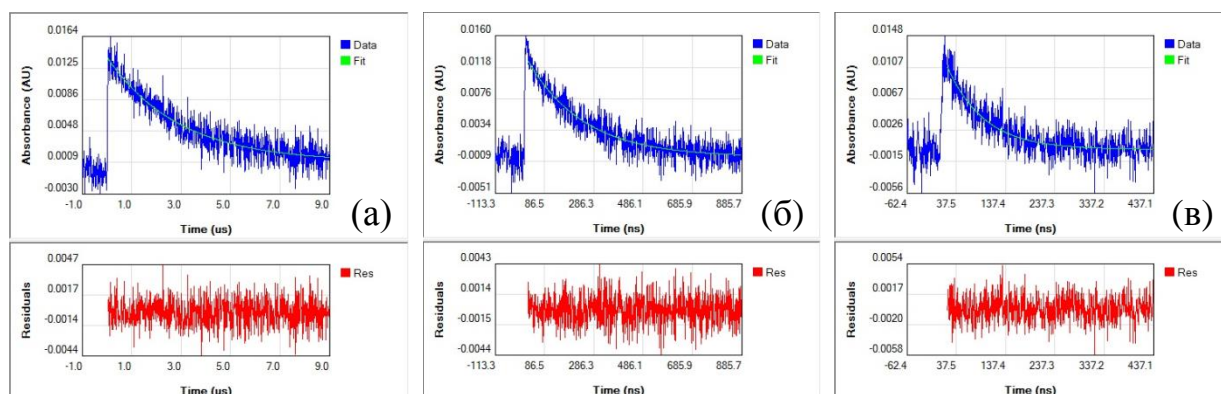 0.0164
0.0125
0.0086
0.0048
0.0009
-0.0030
Absorbance (AU)
-1.0 1.0 3.0 5.0 7.0 9.0
Time (us)
Data
Fit
(а)
0.0047
0.0017
-0.0014
-0.0044
Residuals
-1.0 1.0 3.0 5.0 7.0 9.0
Time (us)
Res
0.0160
0.0118
0.0076
0.0034
-0.0009
-0.0051
Absorbance (AU)
-113.3 86.5 286.3 486.1 685.9 885.7
Time (ns)
Data
Fit
(б)
0.0043
0.0014
-0.0015
-0.0044
Residuals
-113.3 86.5 286.3 486.1 685.9 885.7
Time (ns)
Res
0.0148
0.0107
0.0067
0.0026
-0.0015
-0.0056
Absorbance (AU)
-62.4 37.5 137.4 237.3 337.2 437.1
Time (ns)
Data
Fit
(в)
0.0054
0.0017
-0.0020
-0.0058
Residuals
-62.4 37.5 137.4 237.3 337.2 437.1
Time (ns)
Res